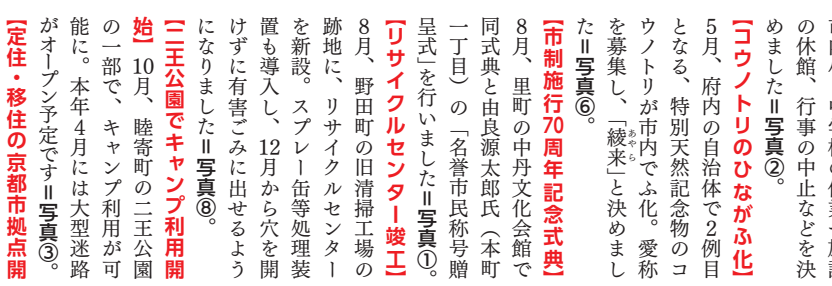 の休館、行事の中止などを決
めました＝写真②。
【コウノトリのひながふ化】
5月、府内の自治体で2例目
となる、特別天然記念物のコ
ウノトリが市内でふ化。愛称
を募集し、「綾来（あやら）」と決めまし
た＝写真⑥。
【市制施行70周年記念式典】
8月、里町の中丹文化会館で
同式典と由良源太郎氏（本町
一丁目）の「名誉市民称号贈
呈式」を行いました＝写真①。
【リサイクルセンター竣工】
8月、野田町の旧清掃工場の
跡地に、リサイクルセンター
を新設。スプレー缶等処理装
置も導入し、12月から穴を開
けずに有害ごみに出せるよう
になりました＝写真⑧。
【二王公園でキャンプ利用開
始】10月、睦寄町の二王公園
の一部で、キャンプ利用が可
能に。本年4月には大型迷路
がオープン予定です＝写真③。
【定住・移住の京都市拠点開